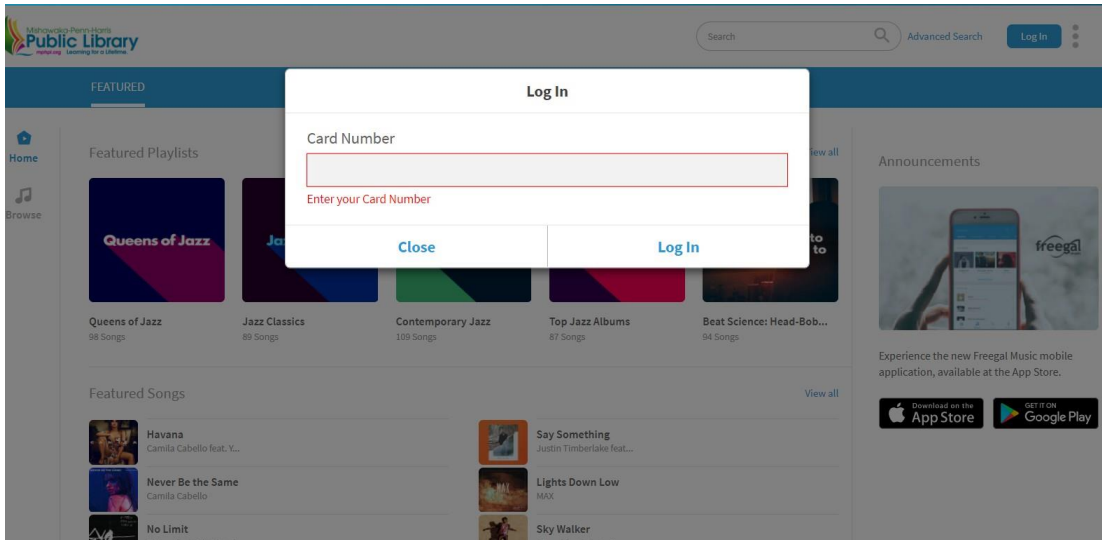 Mishawaka-Penn-Harris
Public Library
mphpl.org Learning for a Lifetime
Search
Advanced Search
Log In
FEATURED
Home
Browse
Log In
Card Number
Enter your Card Number
Close
Log In
Featured Playlists
View all
Queens of Jazz
Queens of Jazz
98 Songs
Jazz Classics
89 Songs
Contemporary Jazz
109 Songs
Top Jazz Albums
87 Songs
to
to
Beat Science: Head-Bob...
94 Songs
Featured Songs
View all
Havana
Camila Cabello feat. Y...
Say Something
Justin Timberlake feat...
Never Be the Same
Camila Cabello
Lights Down Low
MAX
No Limit
Sky Walker
Announcements
freegal
Experience the new Freegal Music mobile
application, available at the App Store.
Download on the
App Store
GET IT ON
Google Play